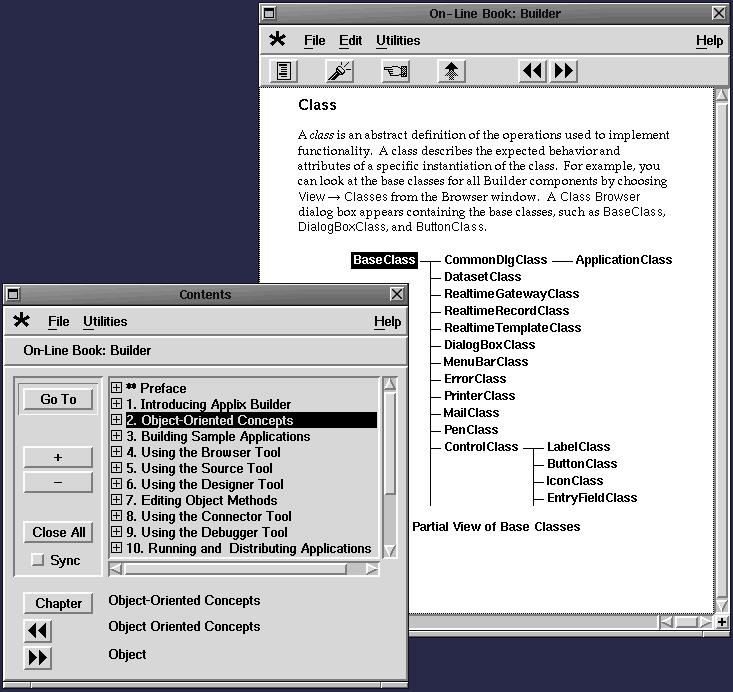 On-Line Book: Builder
File Edit Utilities Help
Class
A class is an abstract definition of the operations used to implement
functionality. A class describes the expected behavior and
attributes of a specific instantiation of the class. For example, you
can look at the base classes for all Builder components by choosing
View → Classes from the Browser window. A Class Browser
dialog box appears containing the base classes, such as BaseClass,
DialogBoxClass, and ButtonClass.
BaseClass CommonDlgClass ApplicationClass
DatasetClass
RealtimeGatewayClass
RealtimeRecordClass
RealtimeTemplateClass
DialogBoxClass
MenuBarClass
ErrorClass
PrinterClass
MailClass
PenClass
ControlClass LabelClass
ButtonClass
IconClass
EntryFieldClass
Partial View of Base Classes
Contents
File Utilities Help
On-Line Book: Builder
Go To
+
−
Close All
Sync
** Preface
1. Introducing Applix Builder
2. Object-Oriented Concepts
3. Building Sample Applications
4. Using the Browser Tool
5. Using the Source Tool
6. Using the Designer Tool
7. Editing Object Methods
8. Using the Connector Tool
9. Using the Debugger Tool
10. Running and Distributing Applications
Chapter Object-Oriented Concepts
Object Oriented Concepts
Object